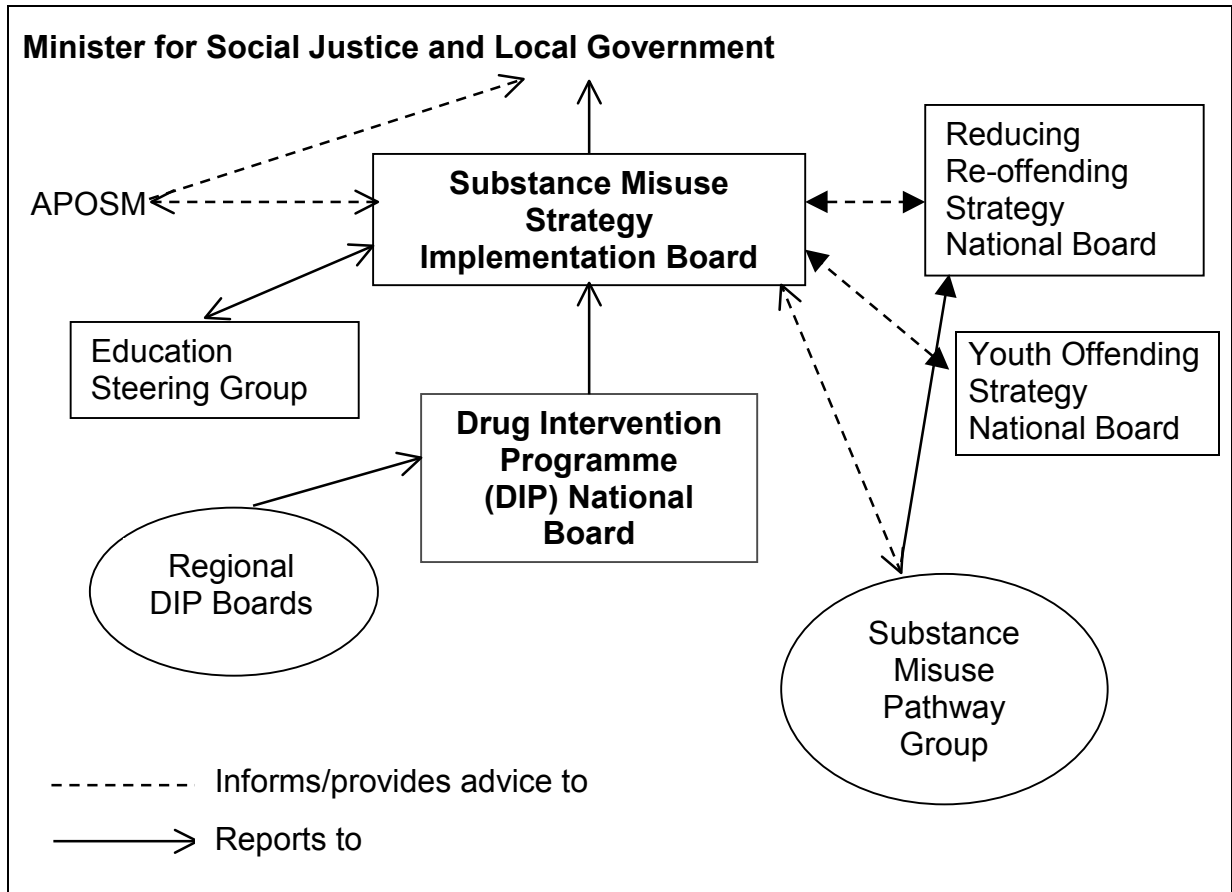 Minister for Social Justice and Local Government
APOSM
Substance Misuse
Strategy
Implementation Board
Reducing
Re-offending
Strategy
National Board
Education
Steering Group
Youth Offending
Strategy
National Board
Drug Intervention
Programme
(DIP) National
Board
Regional
DIP Boards
Substance
Misuse
Pathway
Group
Informs/provides advice to
Reports to